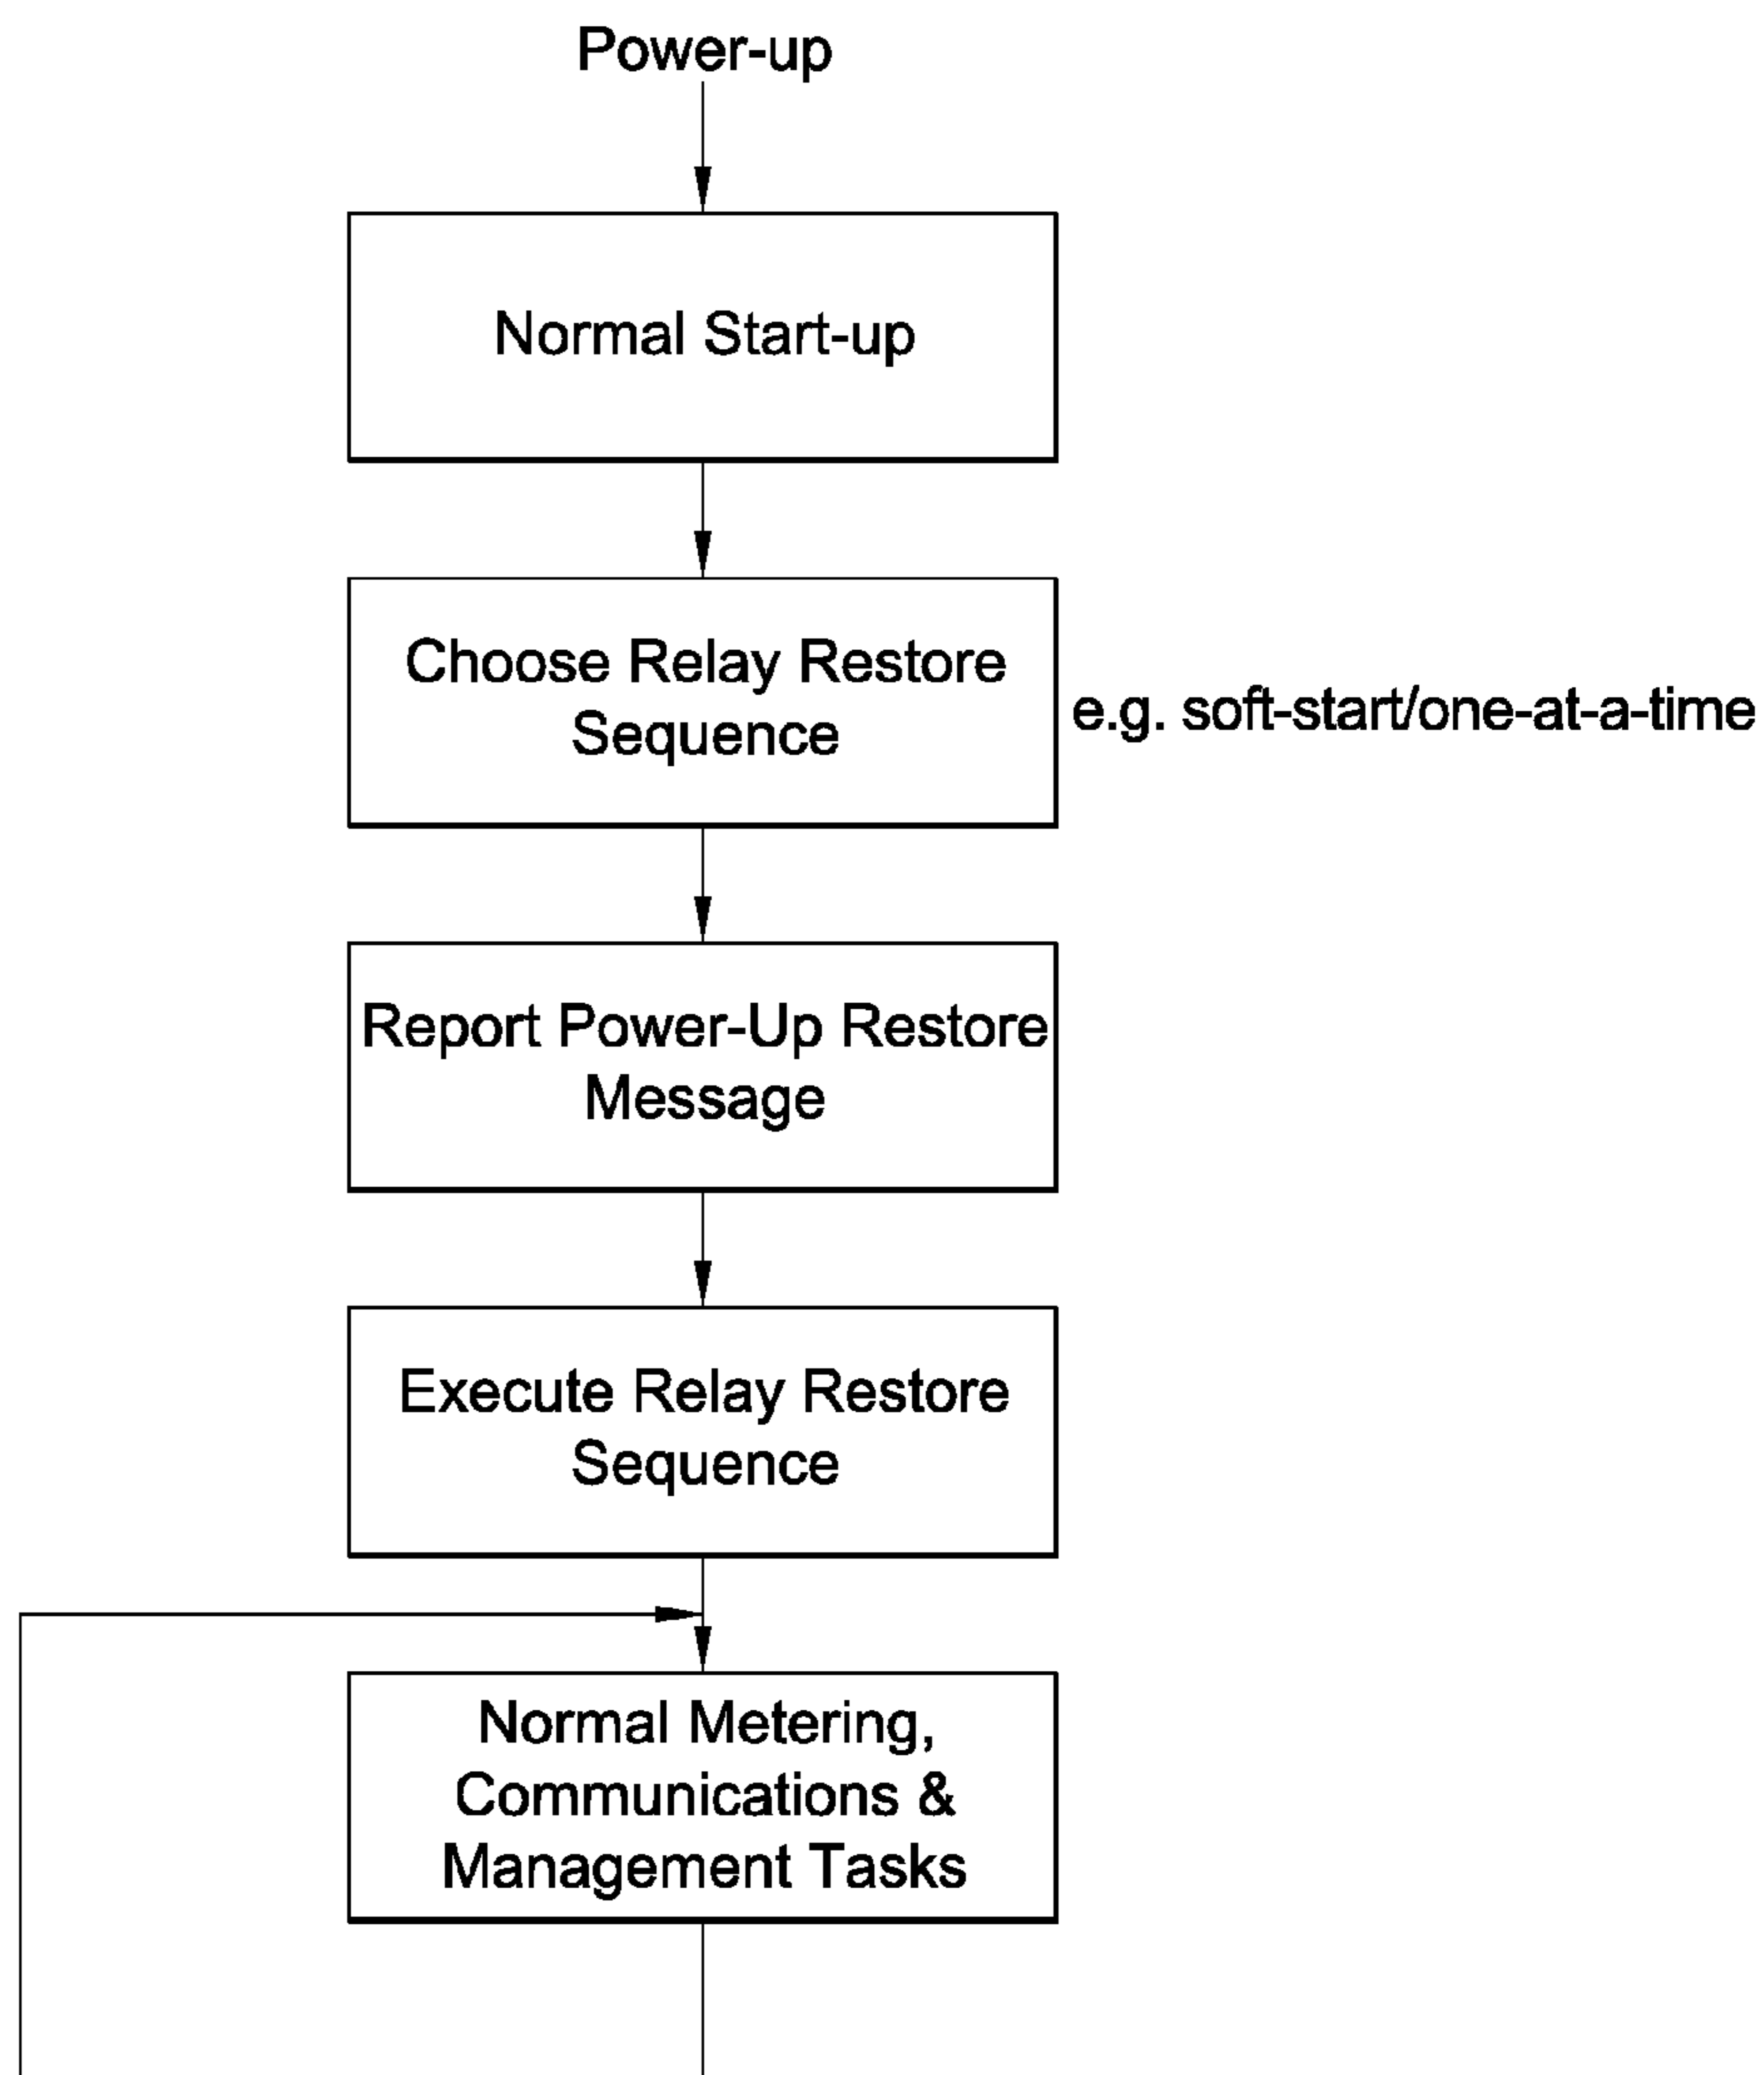 Power-up
Normal Start-up
Choose Relay Restore
Sequence
e.g. soft-start/one-at-a-time
Report Power-Up Restore
Message
Execute Relay Restore
Sequence
Normal Metering,
Communications &
Management Tasks